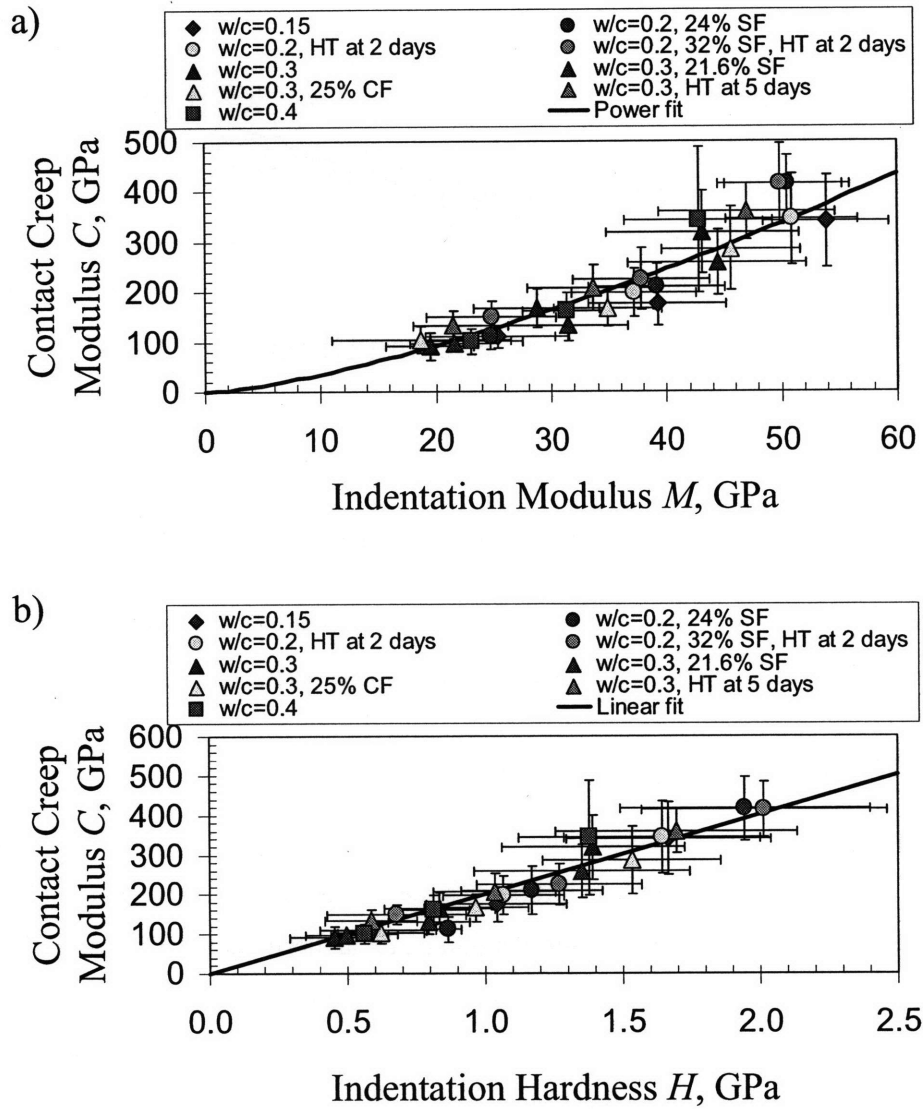 a)
w/c=0.15
w/c=0.2, 24% SF
w/c=0.2, HT at 2 days
w/c=0.2, 32% SF, HT at 2 days
w/c=0.3
w/c=0.3, 21.6% SF
w/c=0.3, 25% CF
w/c=0.3, HT at 5 days
w/c=0.4
Power fit
Contact Creep
Modulus C, GPa
500
400
300
200
100
0
0 10 20 30 40 50 60
Indentation Modulus M, GPa
b)
w/c=0.15
w/c=0.2, 24% SF
w/c=0.2, HT at 2 days
w/c=0.2, 32% SF, HT at 2 days
w/c=0.3
w/c=0.3, 21.6% SF
w/c=0.3, 25% CF
w/c=0.3, HT at 5 days
w/c=0.4
Linear fit
Contact Creep
Modulus C, GPa
600
500
400
300
200
100
0
0.0 0.5 1.0 1.5 2.0 2.5
Indentation Hardness H, GPa